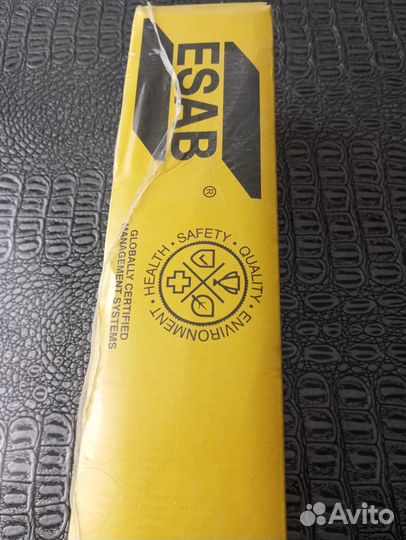 ESAB
®
HEALTH · SAFETY · QUALITY · ENVIRONMENT ·
GLOBALLY CERTIFIED
MANAGEMENT SYSTEMS
Avito